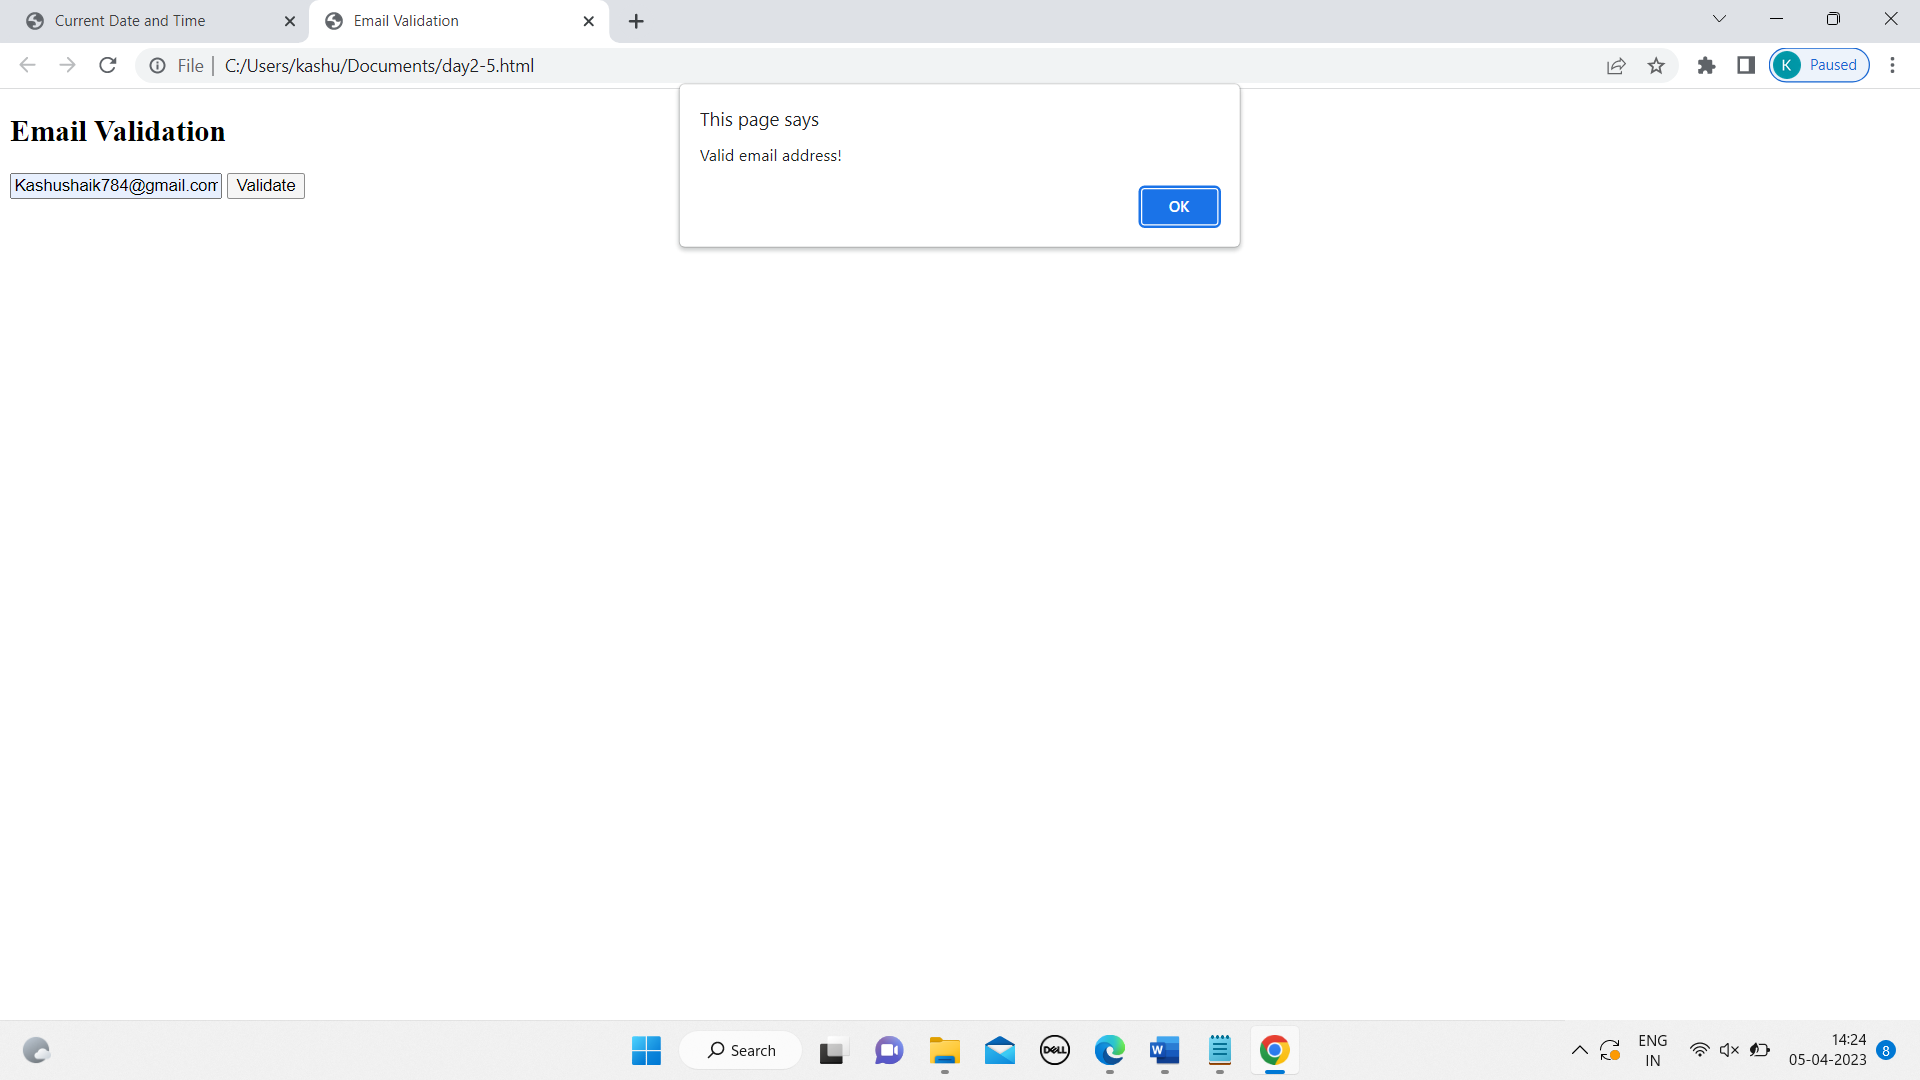 Current Date and Time
Email Validation
File
C:/Users/kashu/Documents/day2-5.html
K
Paused
Email Validation
Kashushaik784@gmail.com
Validate
This page says
Valid email address!
OK
Search
DELL
W
ENG
IN
14:24
05-04-2023
8